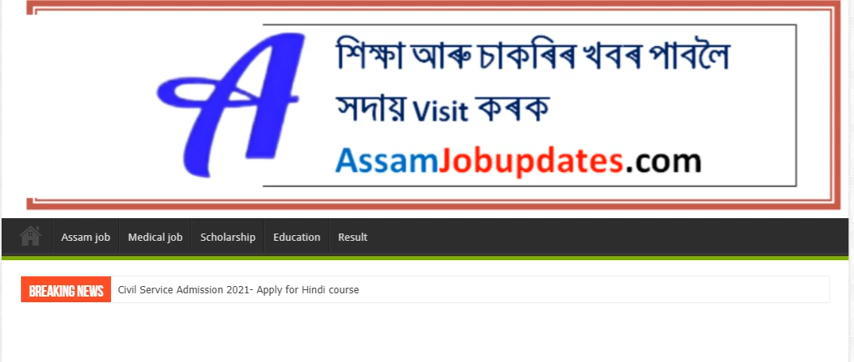 A
শিক্ষা আৰু চাকৰিৰ খবৰ পাবলৈ
সদায় Visit কৰক
AssamJobupdates.com
Assam job Medical job Scholarship Education Result
BREAKING NEWS Civil Service Admission 2021- Apply for Hindi course